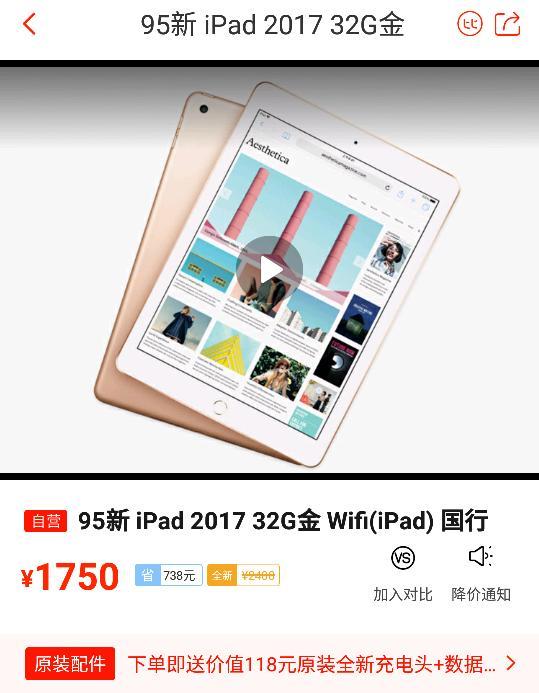 95新 iPad 2017 32G金
Aesthetica
aestheticamagazine.com
自营 95新 iPad 2017 32G金 Wifi(iPad) 国行
¥1750 省 738元 全新 ¥2488
VS
加入对比 降价通知
原装配件 下单即送价值118元原装全新充电头+数据...